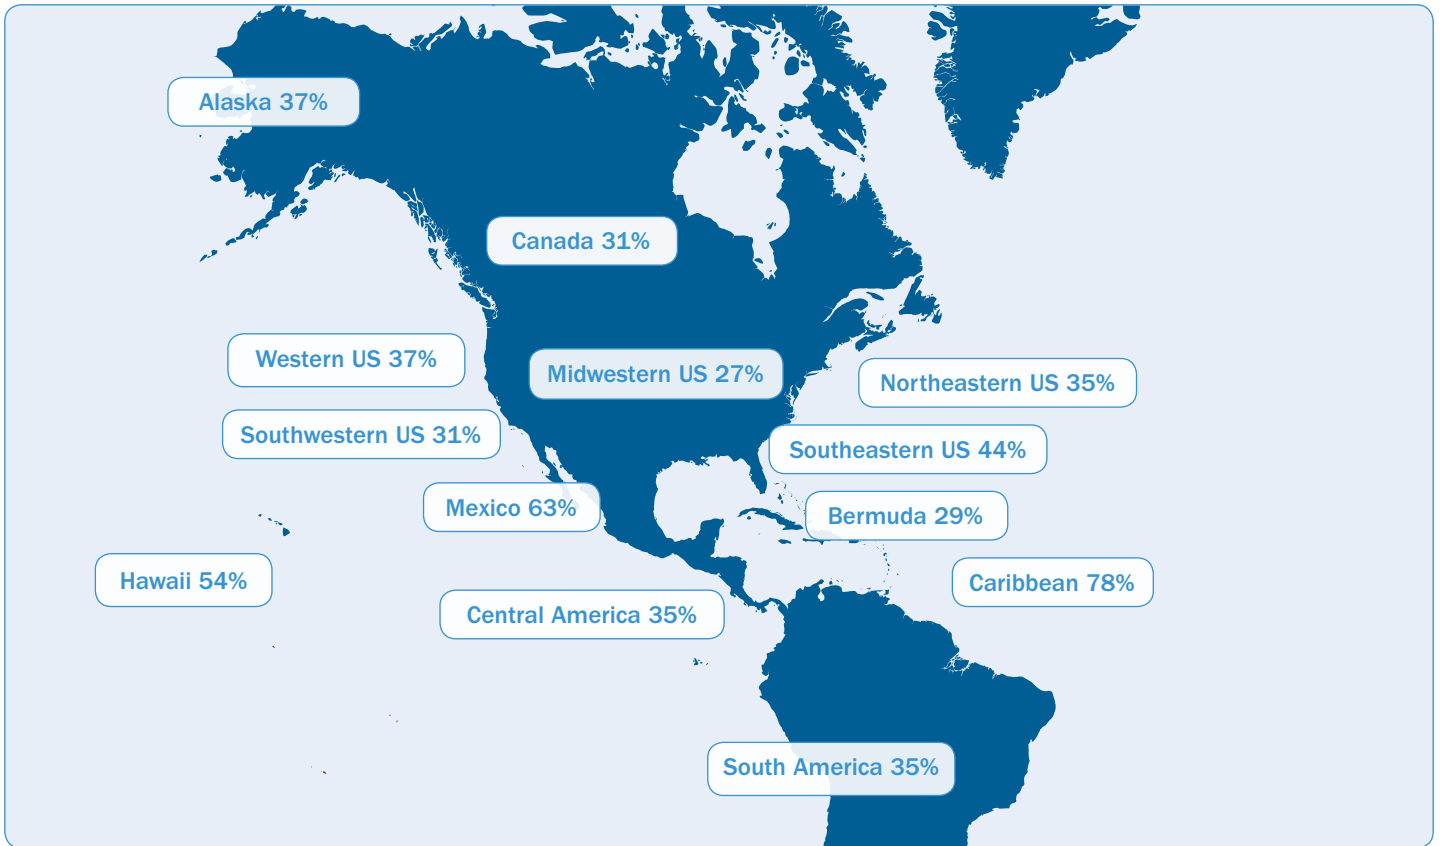 Alaska 37%
Canada 31%
Western US 37%
Midwestern US 27%
Northeastern US 35%
Southwestern US 31%
Southeastern US 44%
Mexico 63%
Bermuda 29%
Hawaii 54%
Caribbean 78%
Central America 35%
South America 35%